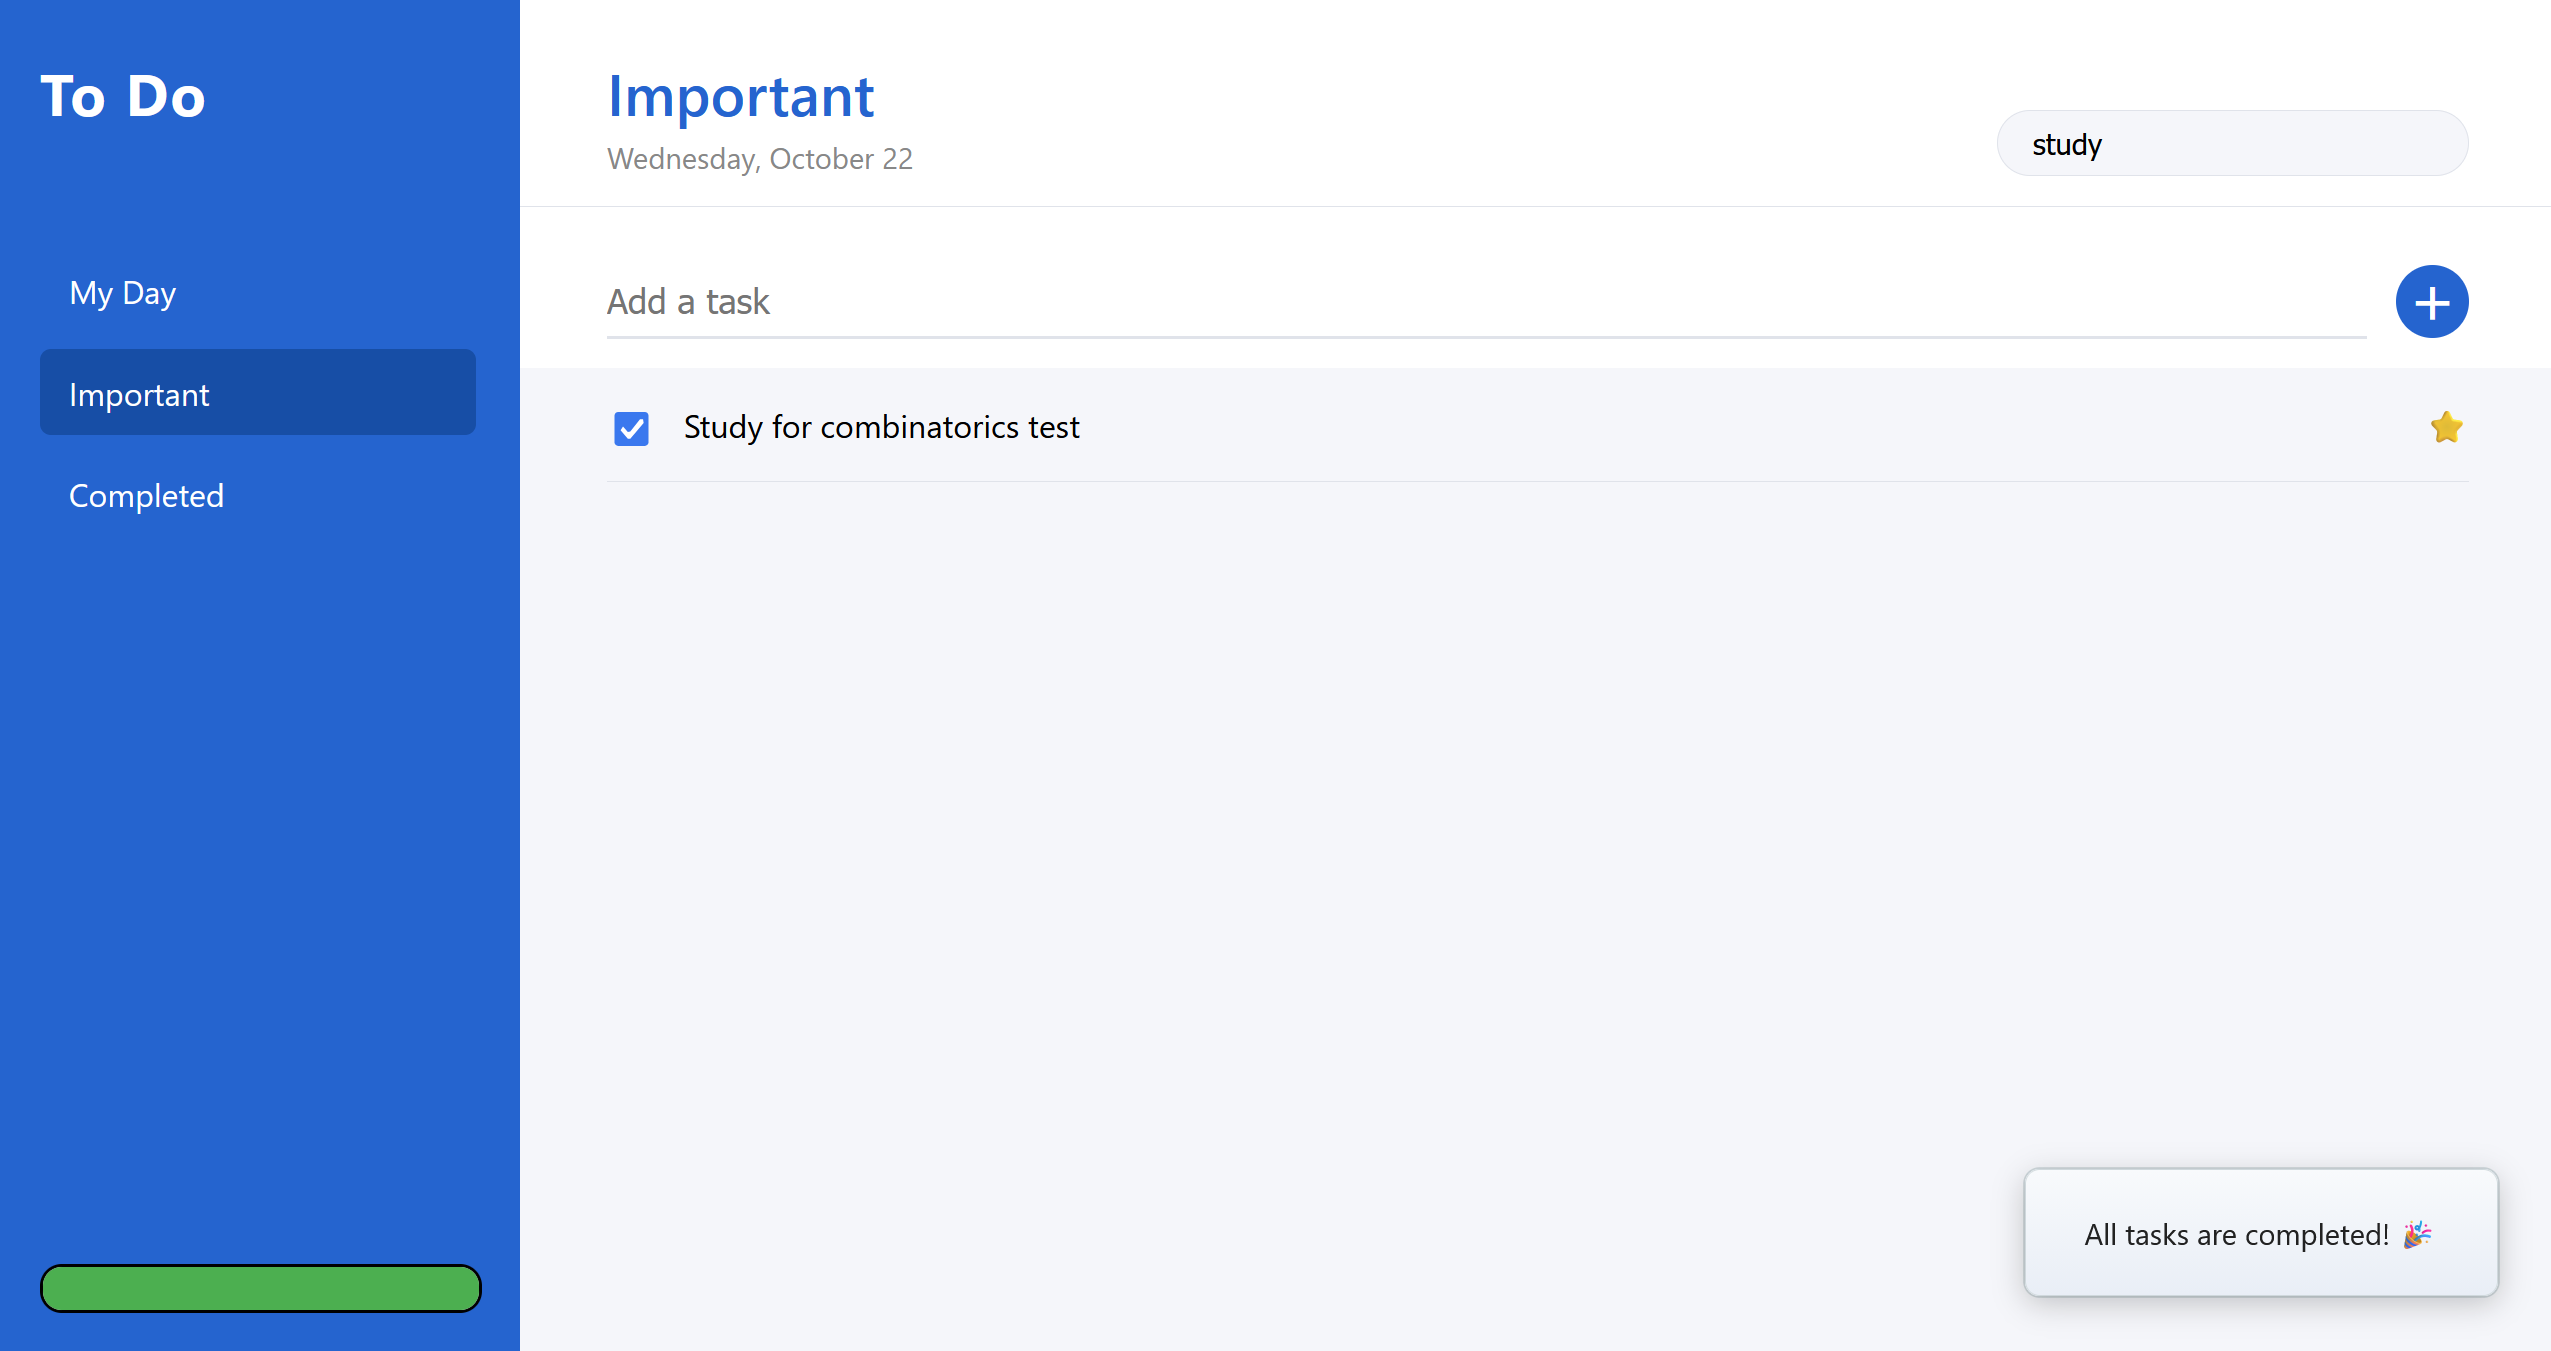 To Do
My Day
Important
Completed
Important
Wednesday, October 22
study
Add a task
+
Study for combinatorics test
All tasks are completed! 🎉